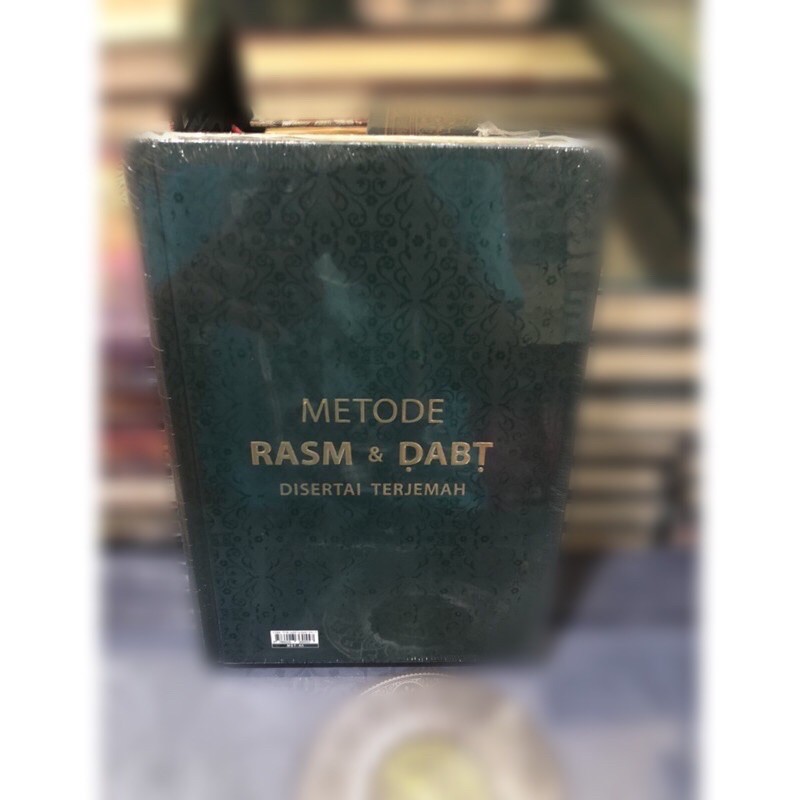 METODE
RASM & ḌABṬ
DISERTAI TERJEMAH